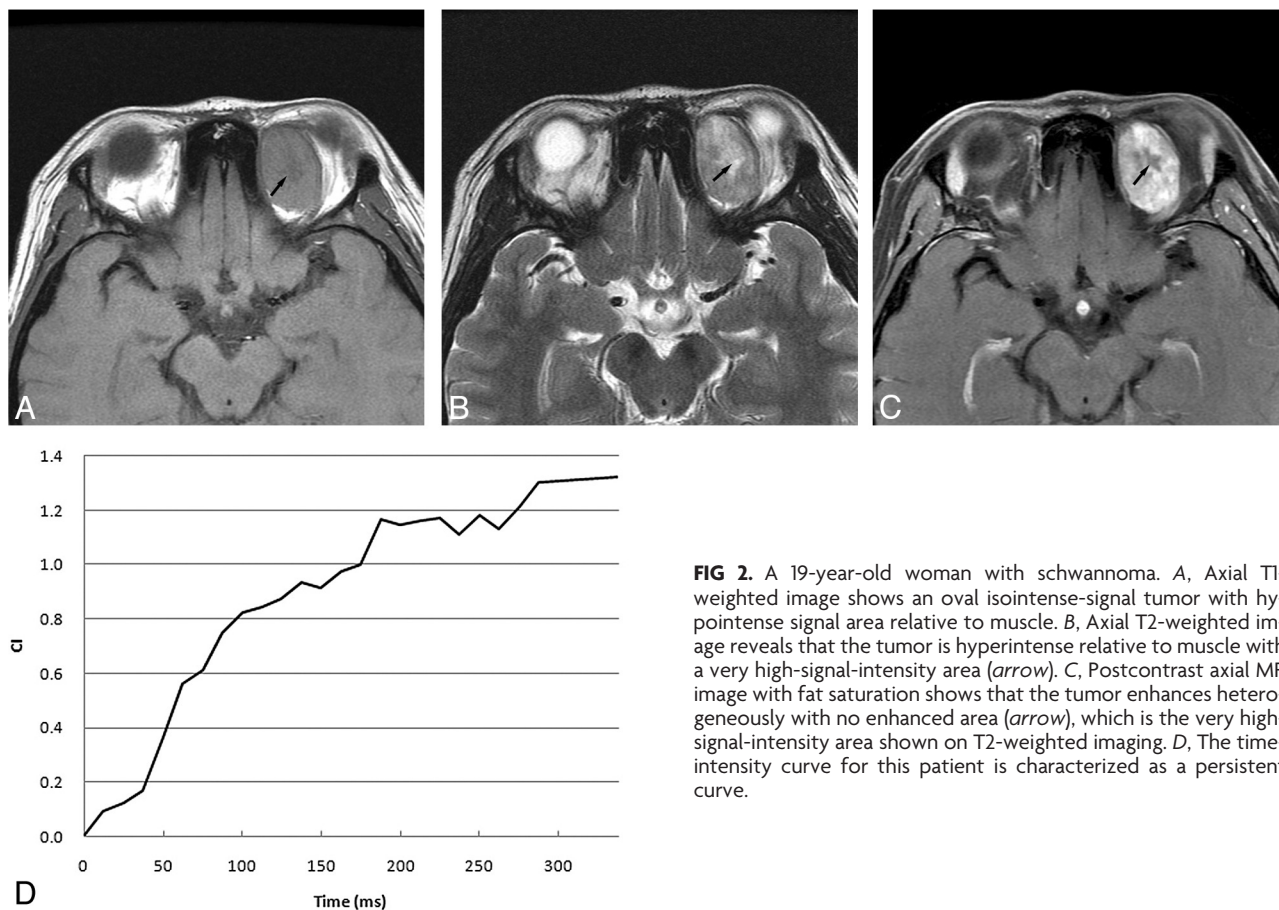 A
B
C
1.4
1.2
1.0
0.8
0.6
0.4
0.2
0.0
CI
0 50 100 150 200 250 300
Time (ms)
D
FIG 2. A 19-year-old woman with schwannoma. A, Axial T1-
weighted image shows an oval isointense-signal tumor with hy-
pointense signal area relative to muscle. B, Axial T2-weighted im-
age reveals that the tumor is hyperintense relative to muscle with
a very high-signal-intensity area (arrow). C, Postcontrast axial MR
image with fat saturation shows that the tumor enhances hetero-
geneously with no enhanced area (arrow), which is the very high-
signal-intensity area shown on T2-weighted imaging. D, The time-
intensity curve for this patient is characterized as a persistent
curve.